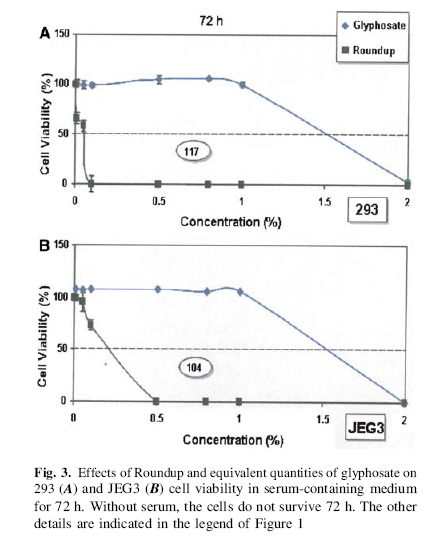 72 h
Glyphosate
Roundup
A
150
100
50
0
Cell Viability (%)
117
0
0.5
1
1.5
2
293
Concentration (%)
B
150
100
50
0
Cell Viability (%)
104
0
0.5
1
1.5
2
JEG3
Concentration (%)
Fig. 3. Effects of Roundup and equivalent quantities of glyphosate on
293 (A) and JEG3 (B) cell viability in serum-containing medium
for 72 h. Without serum, the cells do not survive 72 h. The other
details are indicated in the legend of Figure 1